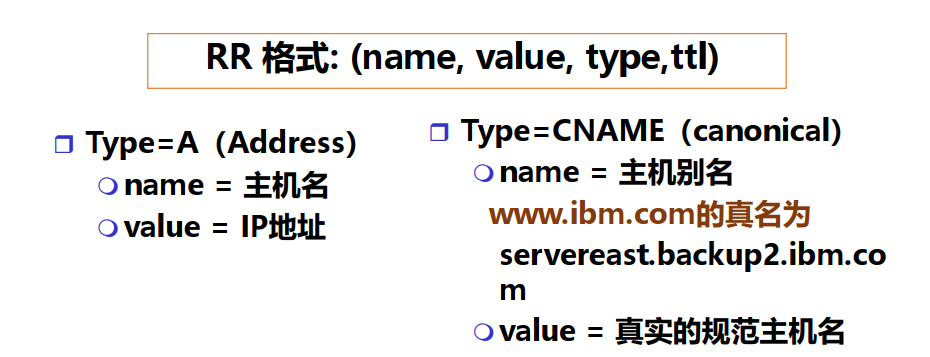 RR 格式: (name, value, type,ttl)
Type=A（Address）
name = 主机名
value = IP地址
Type=CNAME（canonical）
name = 主机别名
www.ibm.com的真名为
servereast.backup2.ibm.co
m
value = 真实的规范主机名